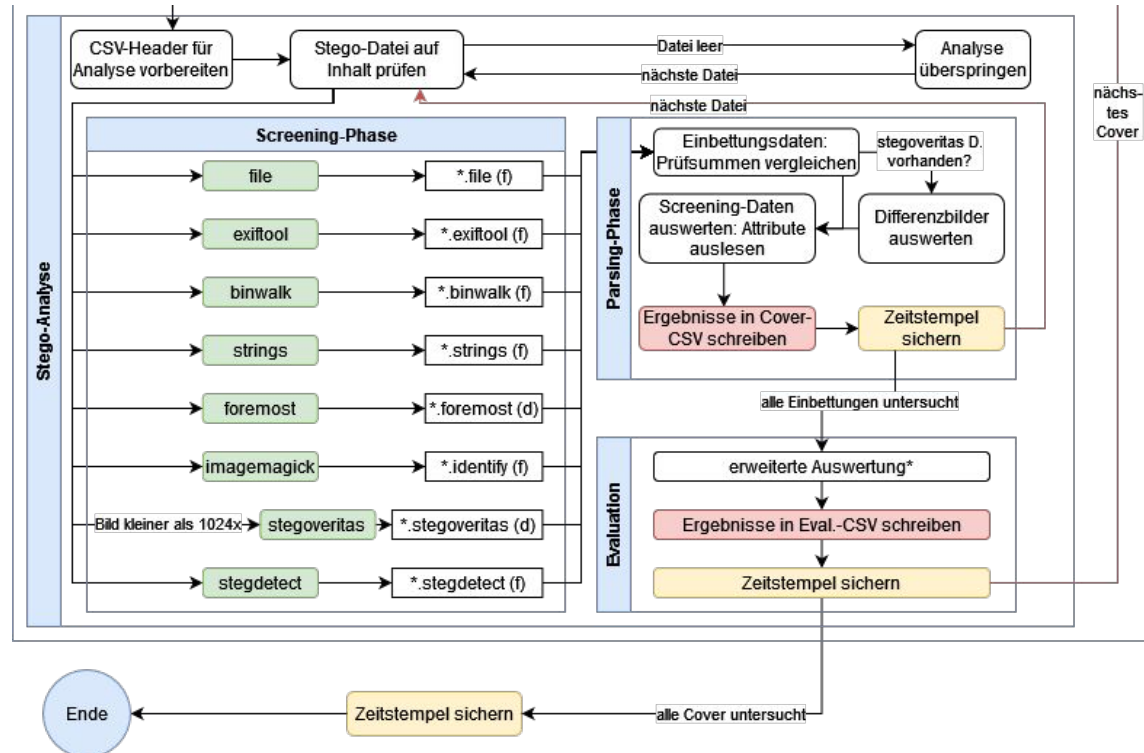 CSV-Header für
Analyse vorbereiten
Stego-Datei auf
Inhalt prüfen
Datei leer
nächste Datei
Analyse
überspringen
nächste Datei
nächs-
tes
Cover
Stego-Analyse
Screening-Phase
file
*.file (f)
exiftool
*.exiftool (f)
binwalk
*.binwalk (f)
strings
*.strings (f)
foremost
*.foremost (d)
imagemagick
*.identify (f)
Bild kleiner als 1024x
stegoveritas
*.stegoveritas (d)
stegdetect
*.stegdetect (f)
Parsing-Phase
Einbettungsdaten:
Prüfsummen vergleichen
stegoveritas D.
vorhanden?
Screening-Daten
auswerten: Attribute
auslesen
Differenzbilder
auswerten
Ergebnisse in Cover-
CSV schreiben
Zeitstempel
sichern
alle Einbettungen untersucht
Evaluation
erweiterte Auswertung*
Ergebnisse in Eval.-CSV schreiben
Zeitstempel sichern
alle Cover untersucht
Zeitstempel sichern
Ende